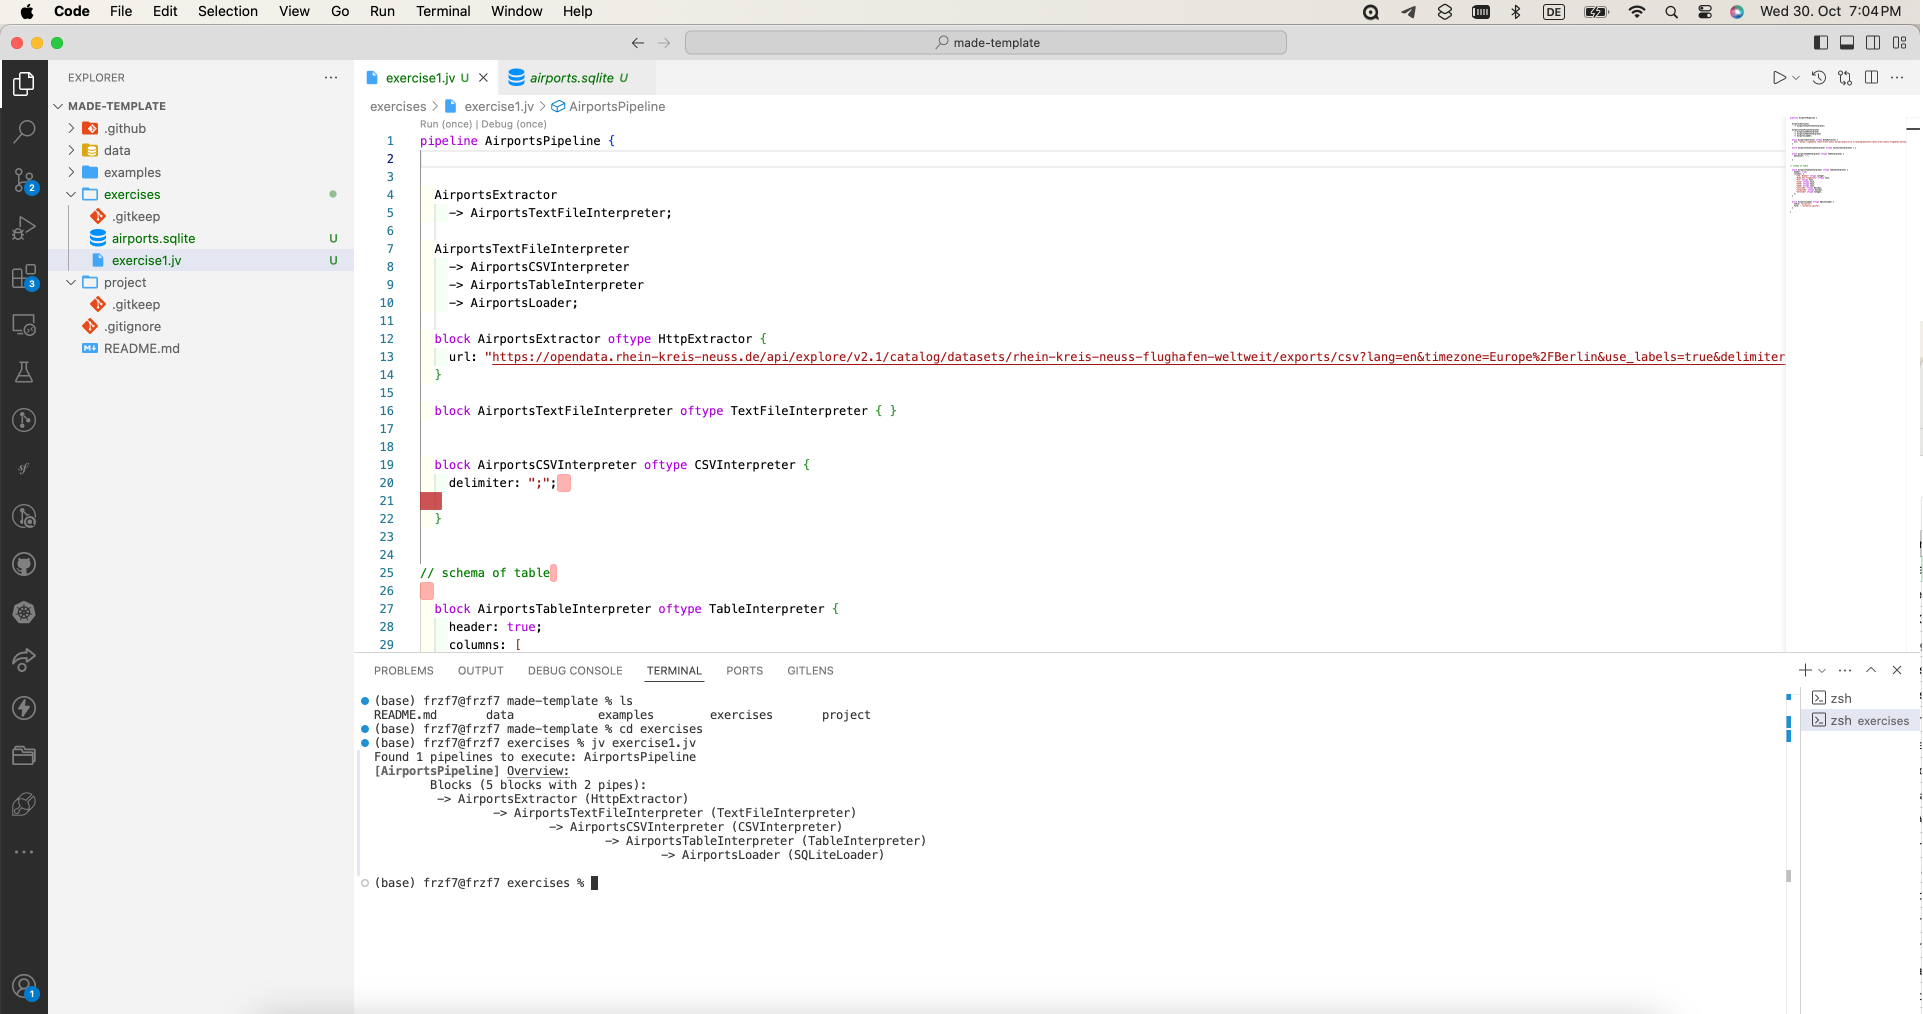 Code File Edit Selection View Go Run Terminal Window Help
DE
Wed 30. Oct 7:04 PM
made-template
EXPLORER
MADE-TEMPLATE
.github
data
examples
exercises
.gitkeep
airports.sqlite U
exercise1.jv U
project
.gitkeep
.gitignore
README.md
2
3
1
exercise1.jv U
airports.sqlite U
exercises > exercise1.jv > AirportsPipeline
Run (once) | Debug (once)
1 pipeline AirportsPipeline {
2
3
4 AirportsExtractor
5 -> AirportsTextFileInterpreter;
6
7 AirportsTextFileInterpreter
8 -> AirportsCSVInterpreter
9 -> AirportsTableInterpreter
10 -> AirportsLoader;
11
12 block AirportsExtractor oftype HttpExtractor {
13 url: "https://opendata.rhein-kreis-neuss.de/api/explore/v2.1/catalog/datasets/rhein-kreis-neuss-flughafen-weltweit/exports/csv?lang=en&timezone=Europe%2FBerlin&use_labels=true&delimiter
14 }
15
16 block AirportsTextFileInterpreter oftype TextFileInterpreter { }
17
18
19 block AirportsCSVInterpreter oftype CSVInterpreter {
20 delimiter: ";";
21
22 }
23
24
25 // schema of table
26
27 block AirportsTableInterpreter oftype TableInterpreter {
28 header: true;
29 columns: [
PROBLEMS OUTPUT DEBUG CONSOLE TERMINAL PORTS GITLENS
(base) frzf7@frzf7 made-template % ls
README.md data examples exercises project
(base) frzf7@frzf7 made-template % cd exercises
(base) frzf7@frzf7 exercises % jv exercise1.jv
Found 1 pipelines to execute: AirportsPipeline
[AirportsPipeline] Overview:
Blocks (5 blocks with 2 pipes):
-> AirportsExtractor (HttpExtractor)
-> AirportsTextFileInterpreter (TextFileInterpreter)
-> AirportsCSVInterpreter (CSVInterpreter)
-> AirportsTableInterpreter (TableInterpreter)
-> AirportsLoader (SQLiteLoader)
(base) frzf7@frzf7 exercises %
zsh
zsh exercises